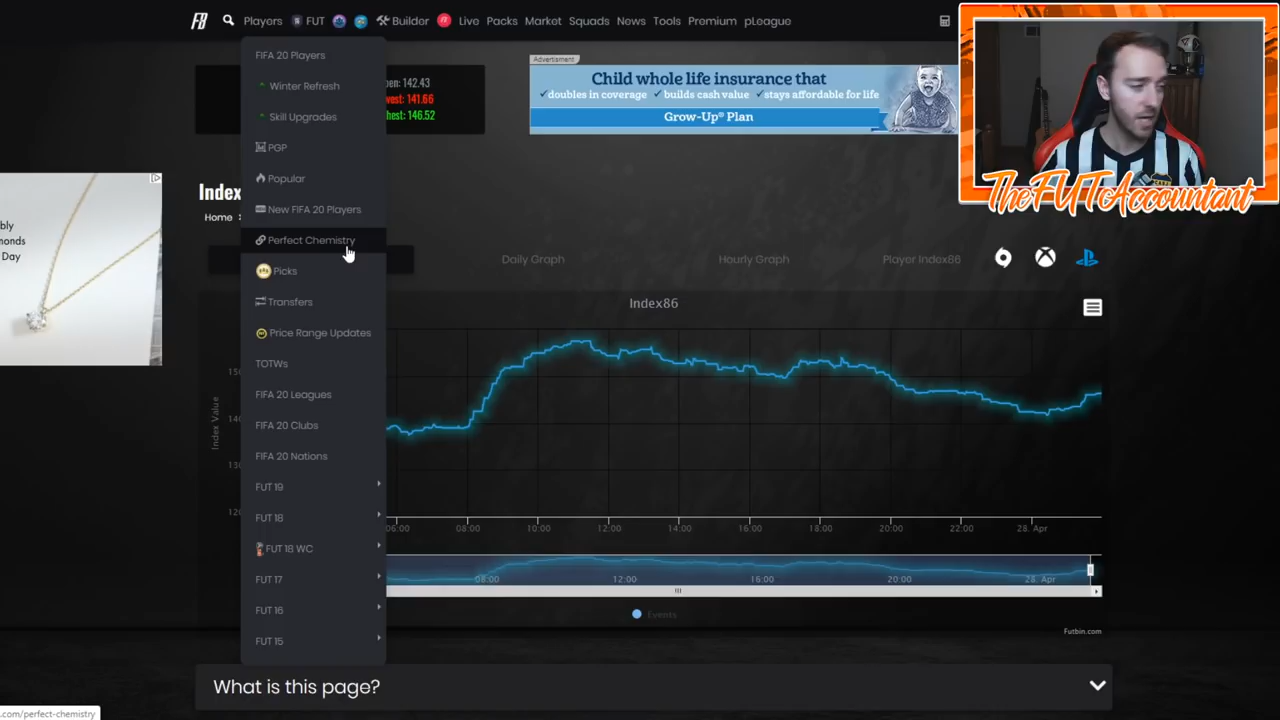 F8 Players FUT Builder Live Packs Market Squads News Tools Premium pLeague
FIFA 20 Players
Winter Refresh
Skill Upgrades
PGP
Popular
New FIFA 20 Players
Perfect Chemistry
Picks
Transfers
Price Range Updates
TOTWs
FIFA 20 Leagues
FIFA 20 Clubs
FIFA 20 Nations
FUT 19
FUT 18
FUT 18 WC
FUT 17
FUT 16
FUT 15
pen: 142.43
west: 141.66
hest: 146.52
Advertisment
Child whole life insurance that
✓doubles in coverage ✓builds cash value ✓stays affordable for life
Grow-Up® Plan
TheFUTAccountant
bly
monds
Day
Index
Home
Daily Graph Hourly Graph Player Index86
Index86
Index Value
06:00 08:00 10:00 12:00 14:00 16:00 18:00 20:00 22:00 28. Apr
08:00 12:00 16:00 20:00 28. Apr
Events
Futbin.com
What is this page?
.com/perfect-chemistry